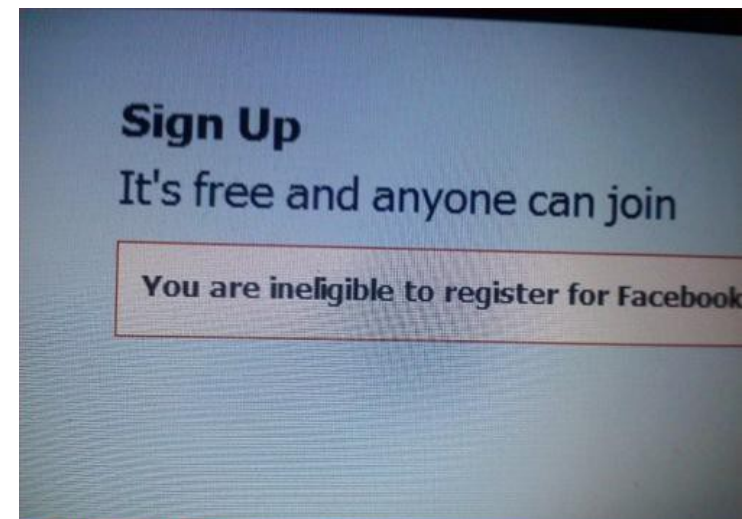 Sign Up
It's free and anyone can join
You are ineligible to register for Facebook